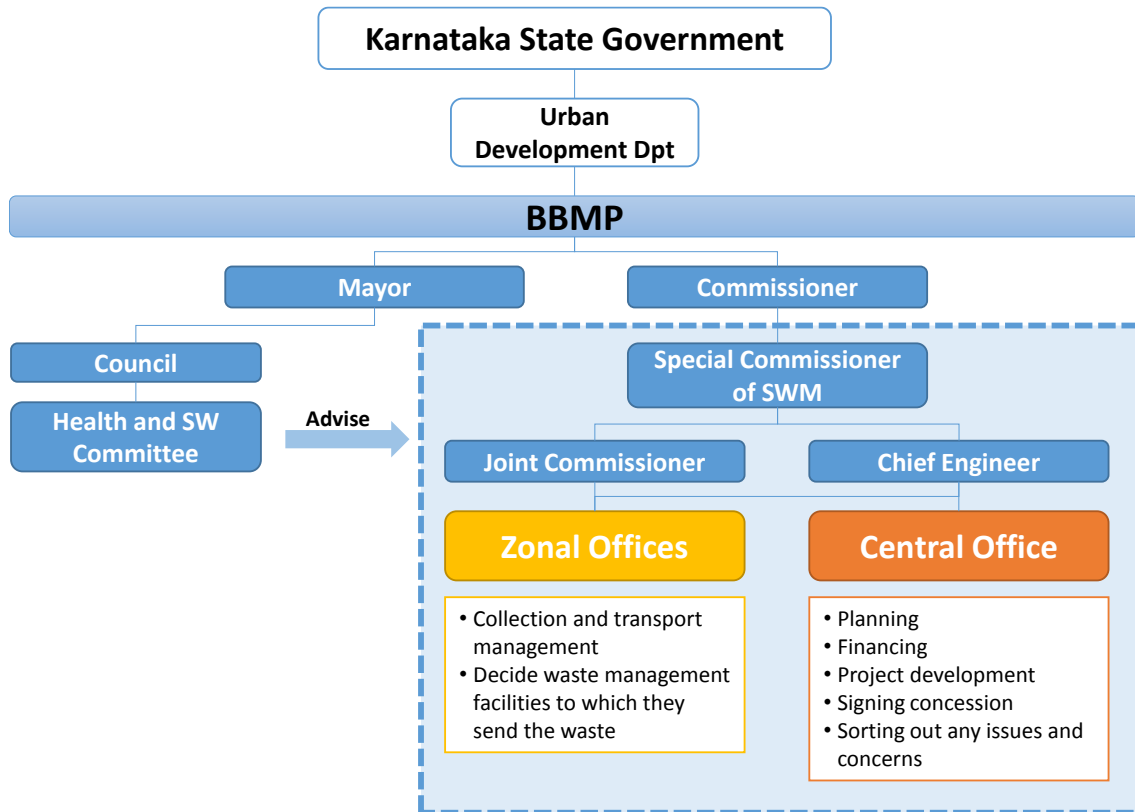 Karnataka State Government
Urban
Development Dpt
BBMP
Mayor
Commissioner
Council
Health and SW
Committee
Advise
Special Commissioner
of SWM
Joint Commissioner
Chief Engineer
Zonal Offices
Central Office
• Collection and transport
management
• Decide waste management
facilities to which they
send the waste
• Planning
• Financing
• Project development
• Signing concession
• Sorting out any issues and
concerns